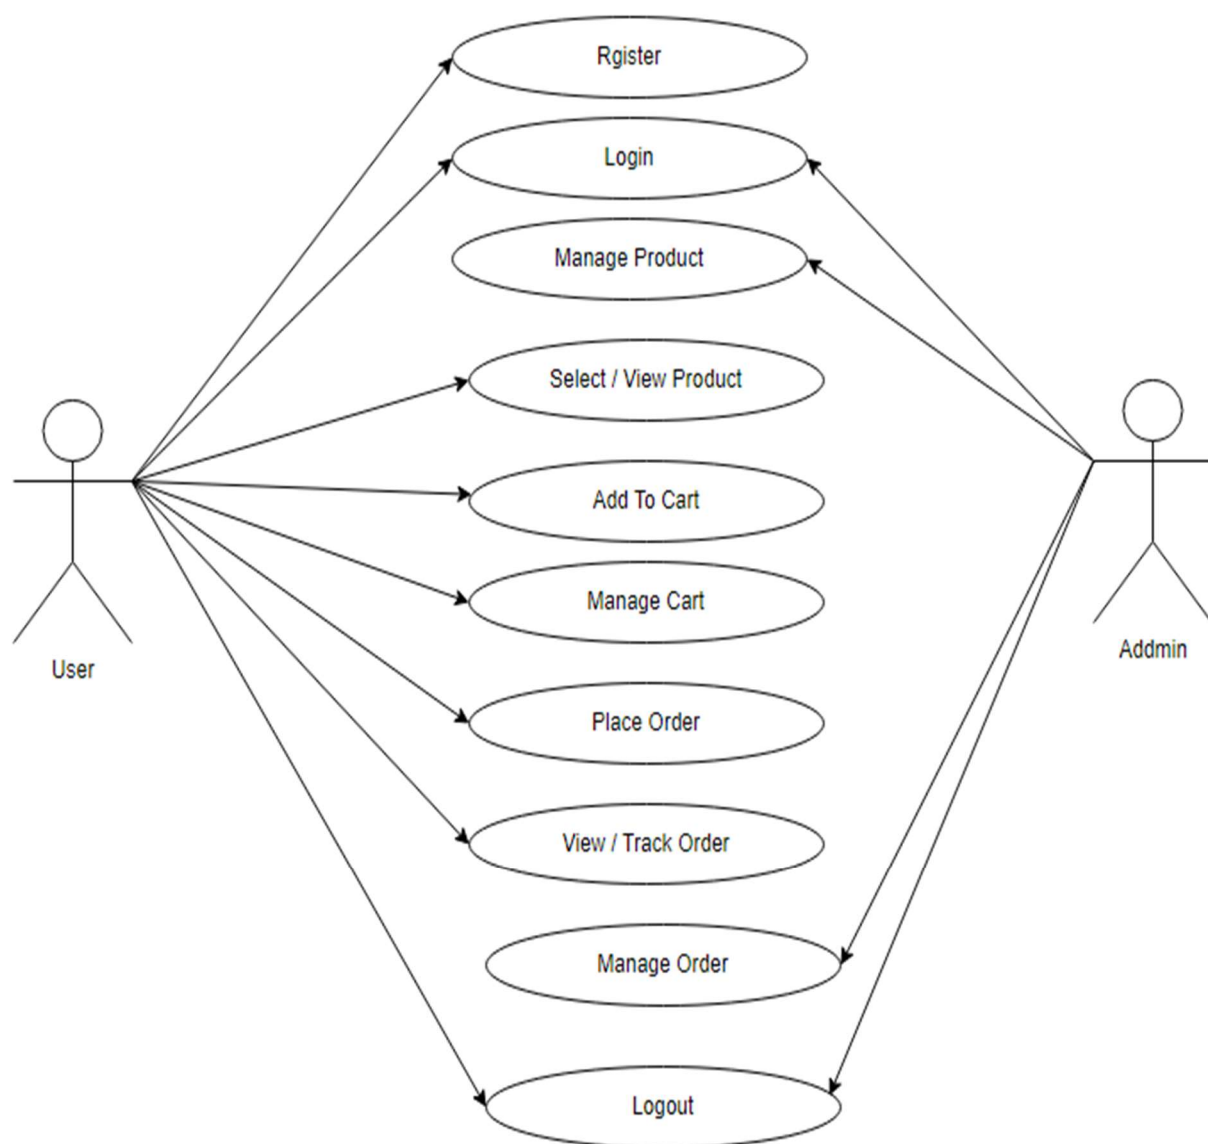 Rgister
Login
Manage Product
Select / View Product
Add To Cart
Manage Cart
User
Addmin
Place Order
View / Track Order
Manage Order
Logout